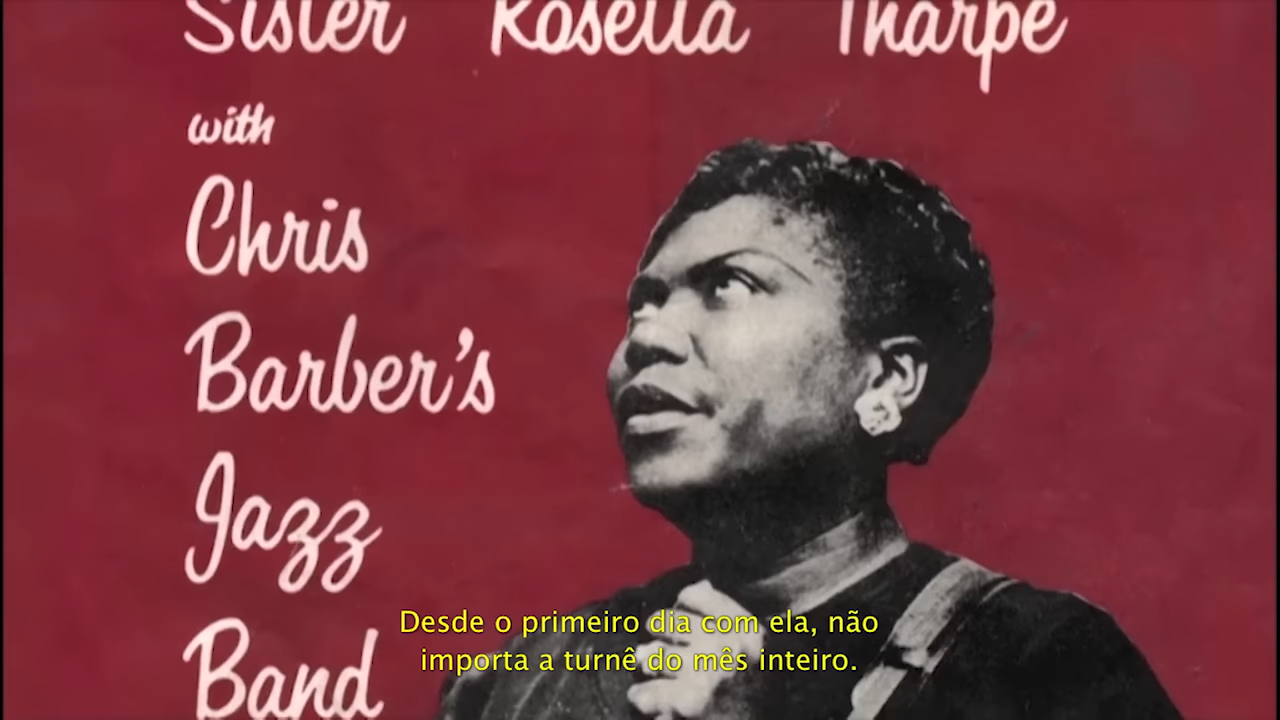 Sister Rosetta Tharpe
with
Chris
Barber's
Jazz
Band
Desde o primeiro dia com ela, não
importa a turnê do mês inteiro.